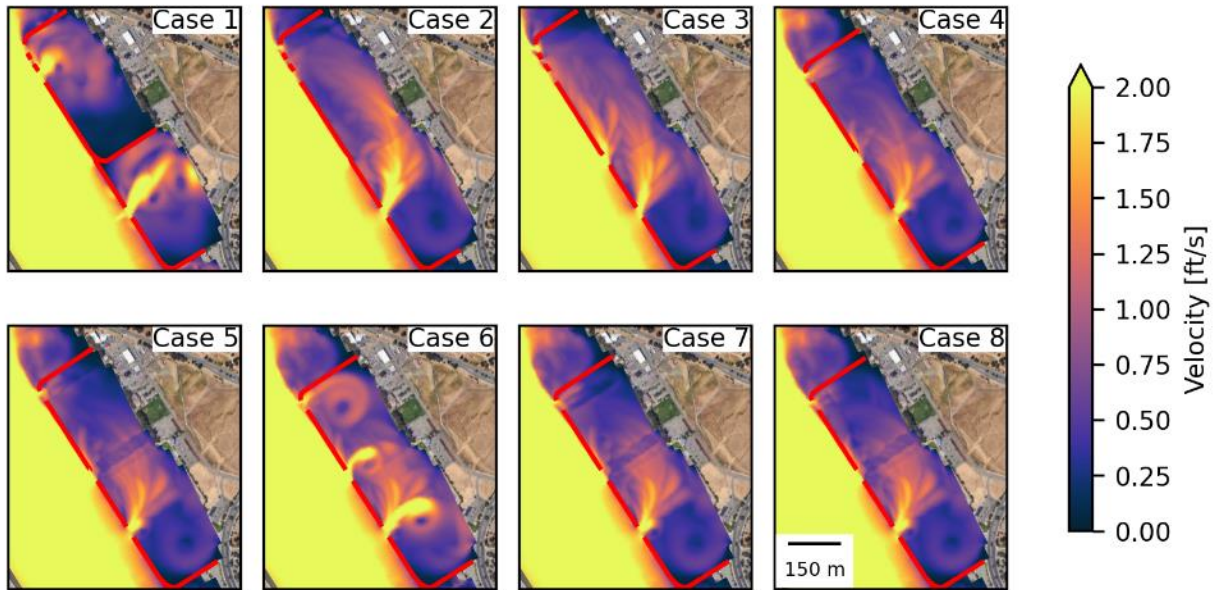 Case 1
Case 2
Case 3
Case 4
Case 5
Case 6
Case 7
Case 8
150 m
2.00
1.75
1.50
1.25
1.00
0.75
0.50
0.25
0.00
Velocity [ft/s]